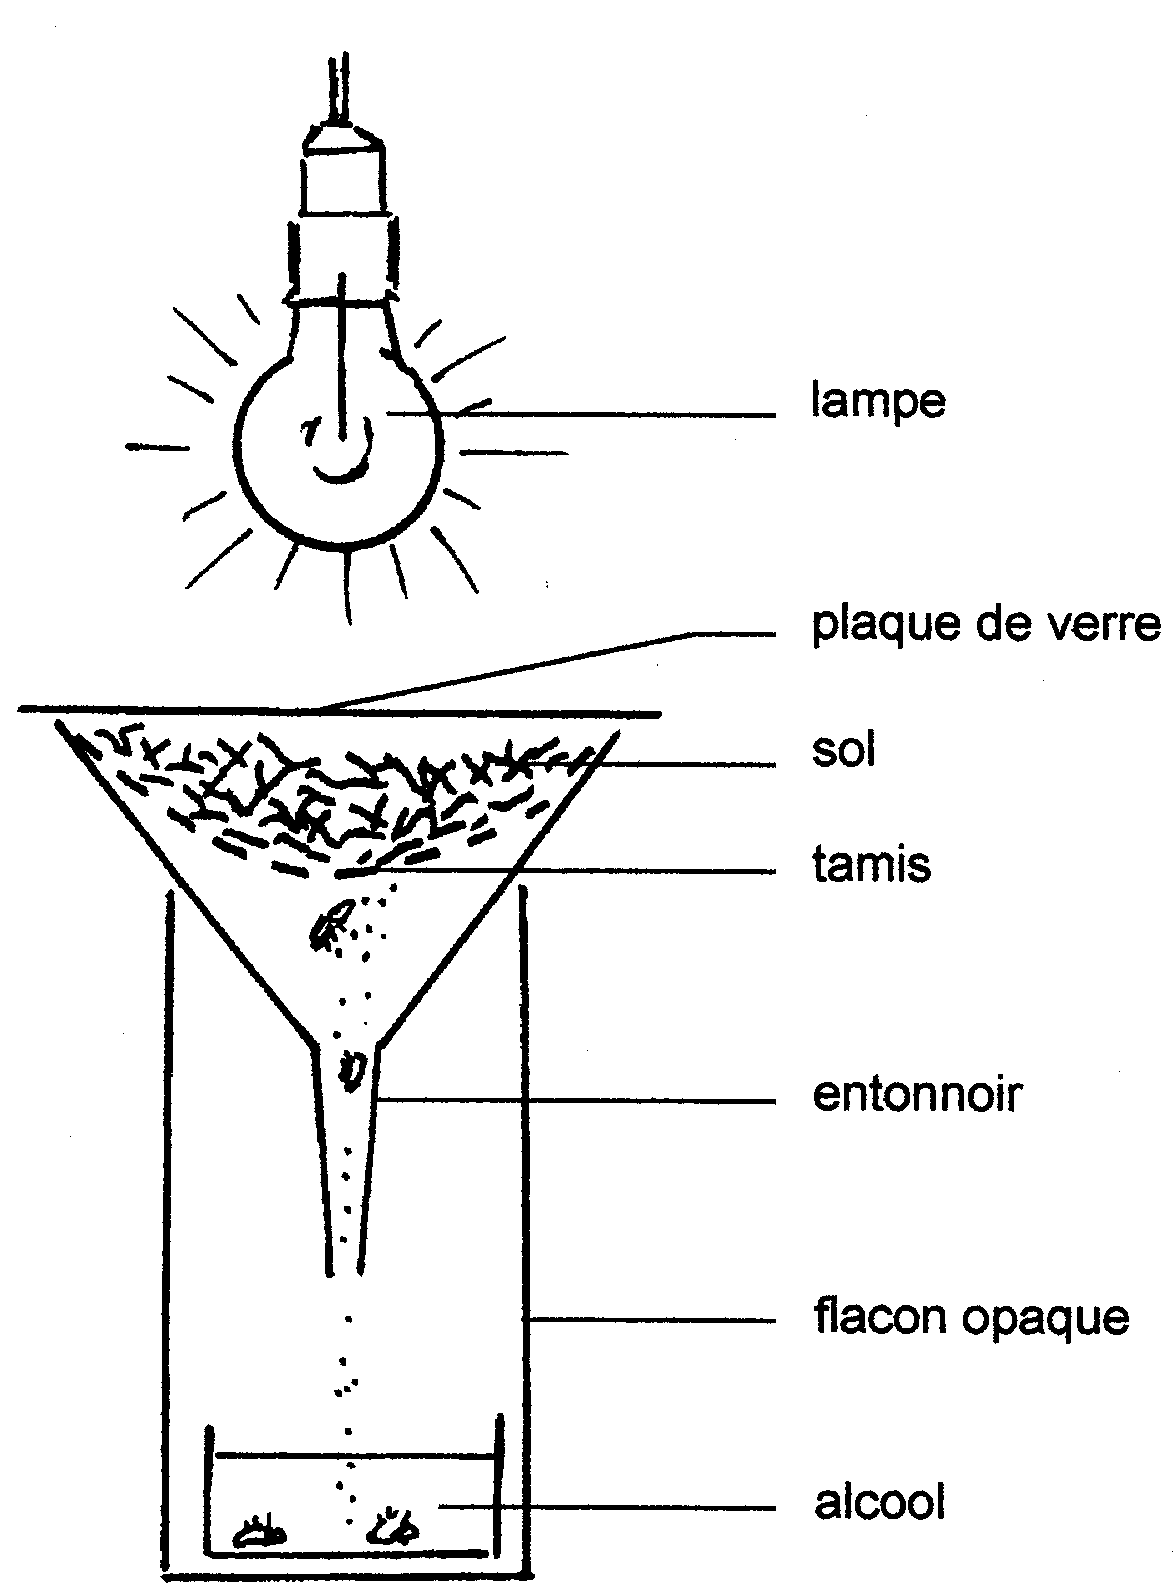 lampe
plaque de verre
sol
tamis
entonnoir
flacon opaque
alcool